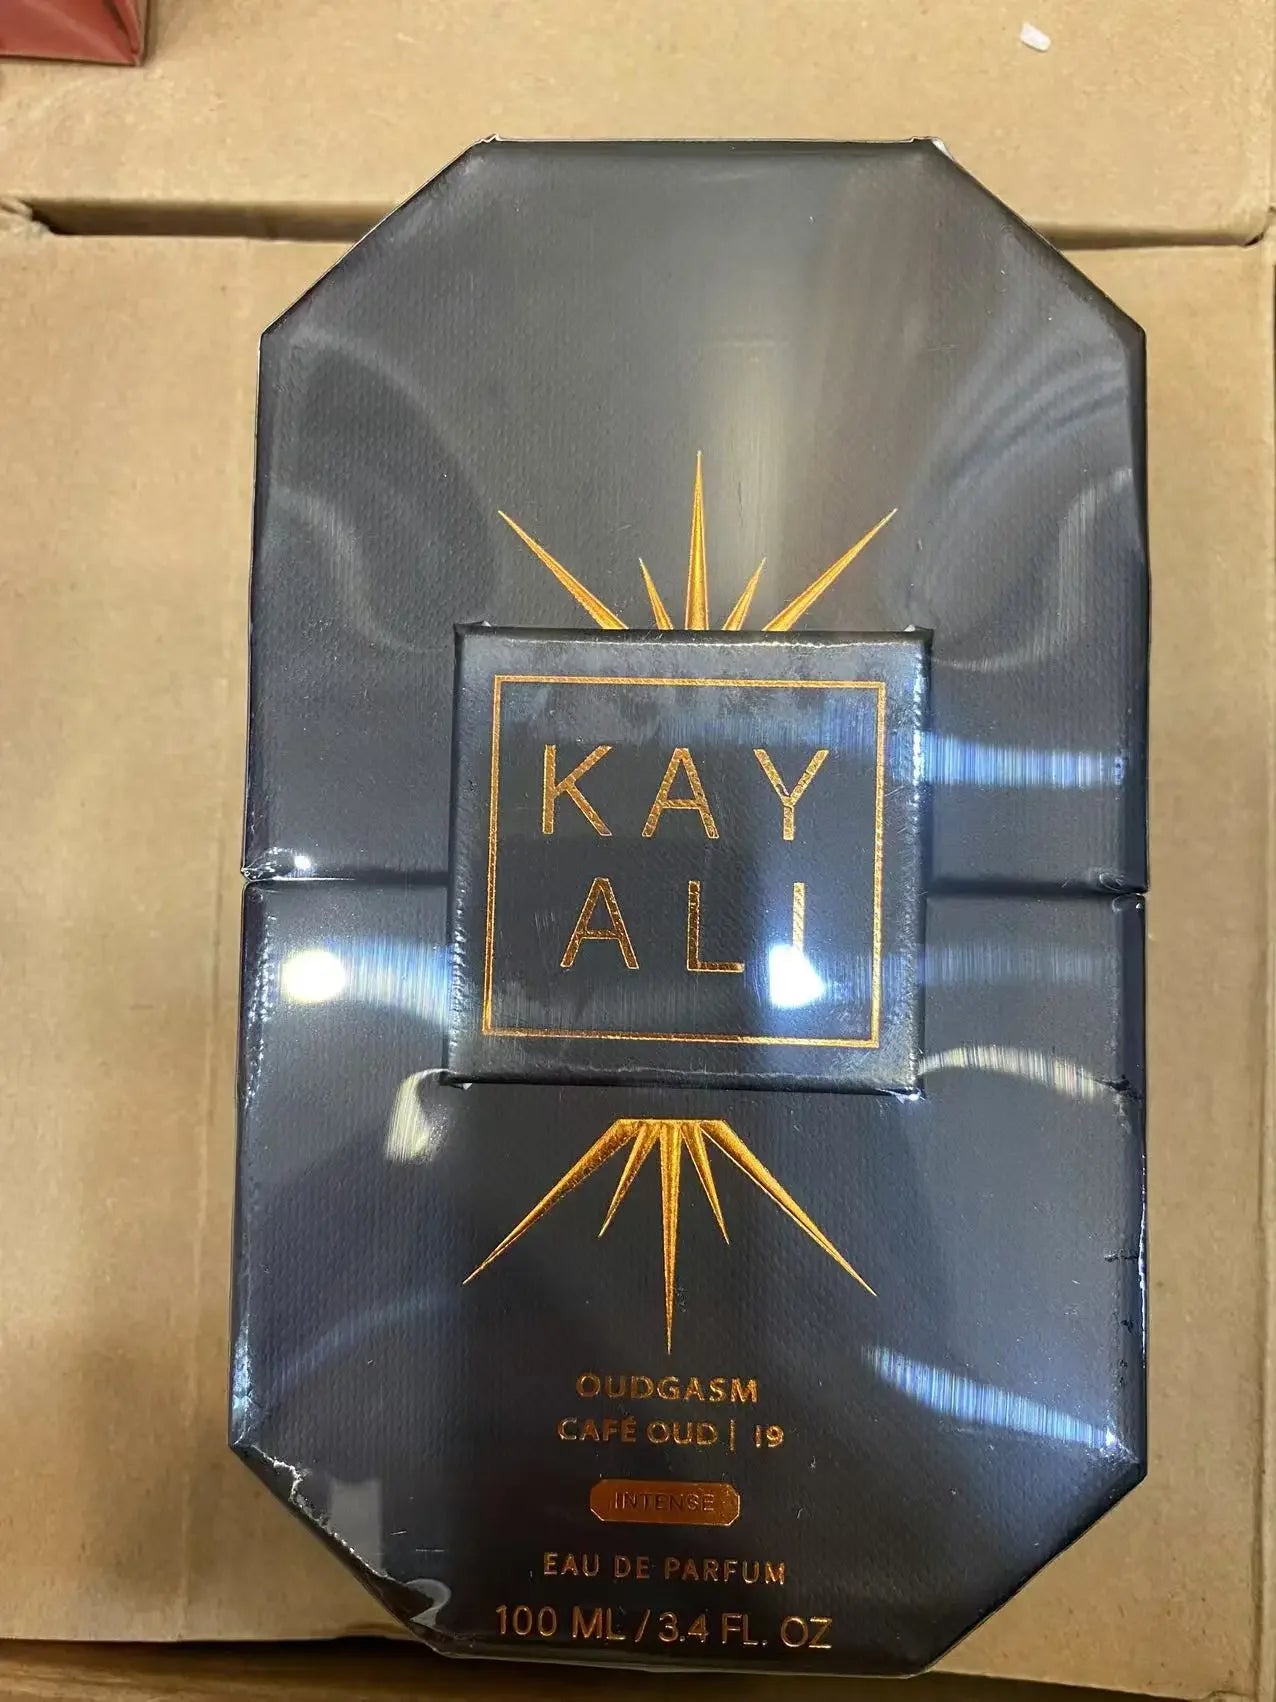 KAY
ALI
OUDGASM
CAFÉ OUD | 19
INTENSE
EAU DE PARFUM
100 ML / 3.4 FL. OZ